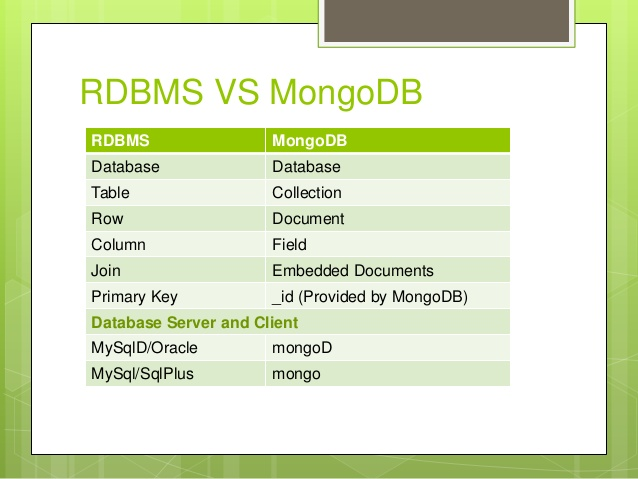 RDBMS VS MongoDB
RDBMS MongoDB
Database Database
Table Collection
Row Document
Column Field
Join Embedded Documents
Primary Key _id (Provided by MongoDB)
Database Server and Client
MySqlD/Oracle mongoD
MySql/SqlPlus mongo